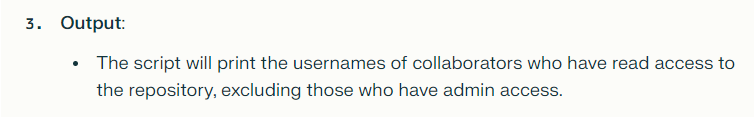 3. Output:
• The script will print the usernames of collaborators who have read access to
the repository, excluding those who have admin access.